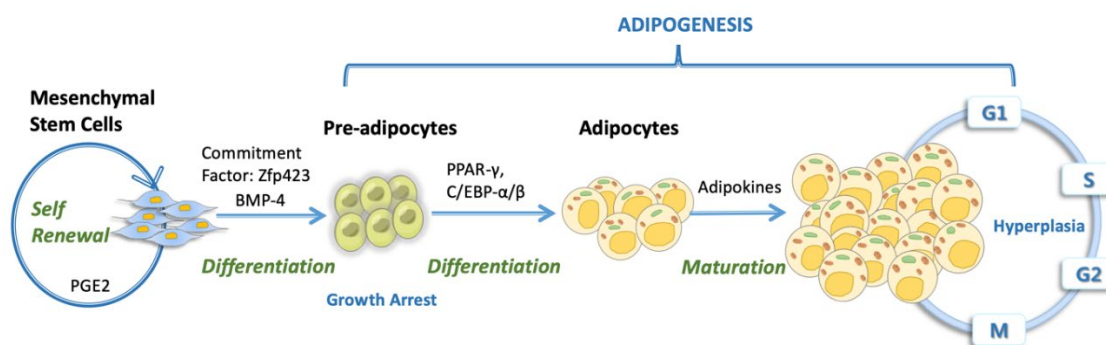 ADIPOGENESIS
Mesenchymal
Stem Cells
Self
Renewal
PGE2
Commitment
Factor: Zfp423
BMP-4
Differentiation
Pre-adipocytes
Growth Arrest
PPAR-γ,
C/EBP-α/β
Differentiation
Adipocytes
Adipokines
Maturation
G1
S
Hyperplasia
G2
M